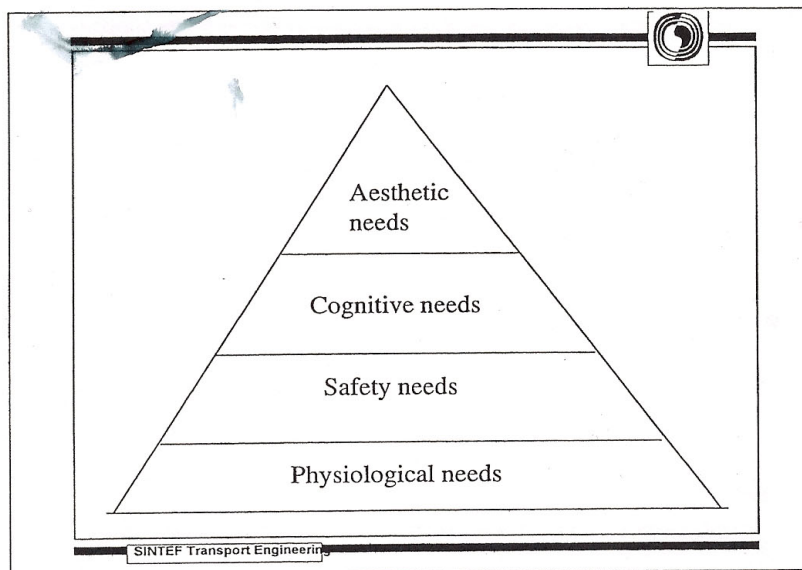 Aesthetic
needs
Cognitive needs
Safety needs
Physiological needs
SINTEF Transport Engineering